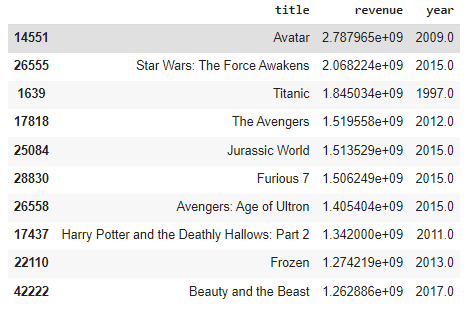 title revenue year
14551 Avatar 2.787965e+09 2009.0
26555 Star Wars: The Force Awakens 2.068224e+09 2015.0
1639 Titanic 1.845034e+09 1997.0
17818 The Avengers 1.519558e+09 2012.0
25084 Jurassic World 1.513529e+09 2015.0
28830 Furious 7 1.506249e+09 2015.0
26558 Avengers: Age of Ultron 1.405404e+09 2015.0
17437 Harry Potter and the Deathly Hallows: Part 2 1.342000e+09 2011.0
22110 Frozen 1.274219e+09 2013.0
42222 Beauty and the Beast 1.262886e+09 2017.0